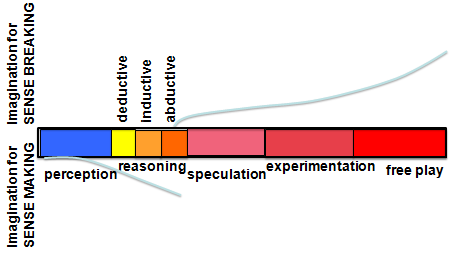 Imagination for
SENSE BREAKING
deductive
Inductive
abductive
Imagination for
SENSE MAKING
perception
reasoning
speculation
experimentation
free play